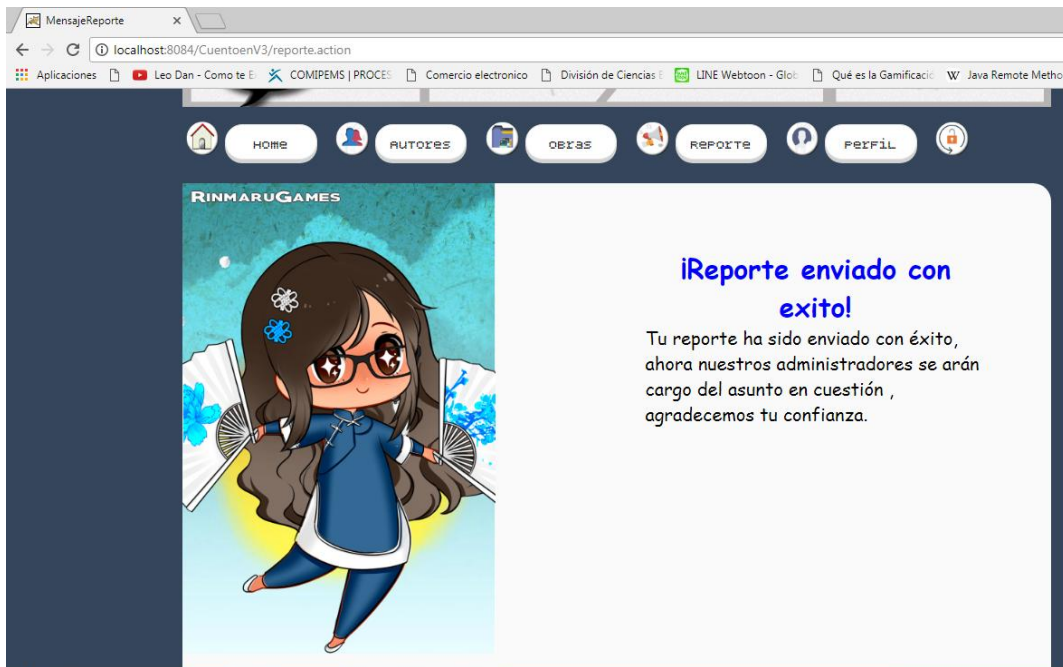 MensajeReporte
localhost:8084/CuentoenV3/reporte.action
Aplicaciones Leo Dan - Como te E COMIPEMS | PROCES Comercio electronico División de Ciencias E LINE Webtoon - Glob Qué es la Gamificació Java Remote Metho
Home Autores Obras Reporte Perfil
RinmaruGames
¡Reporte enviado con
exito!
Tu reporte ha sido enviado con éxito,
ahora nuestros administradores se arán
cargo del asunto en cuestión ,
agradecemos tu confianza.